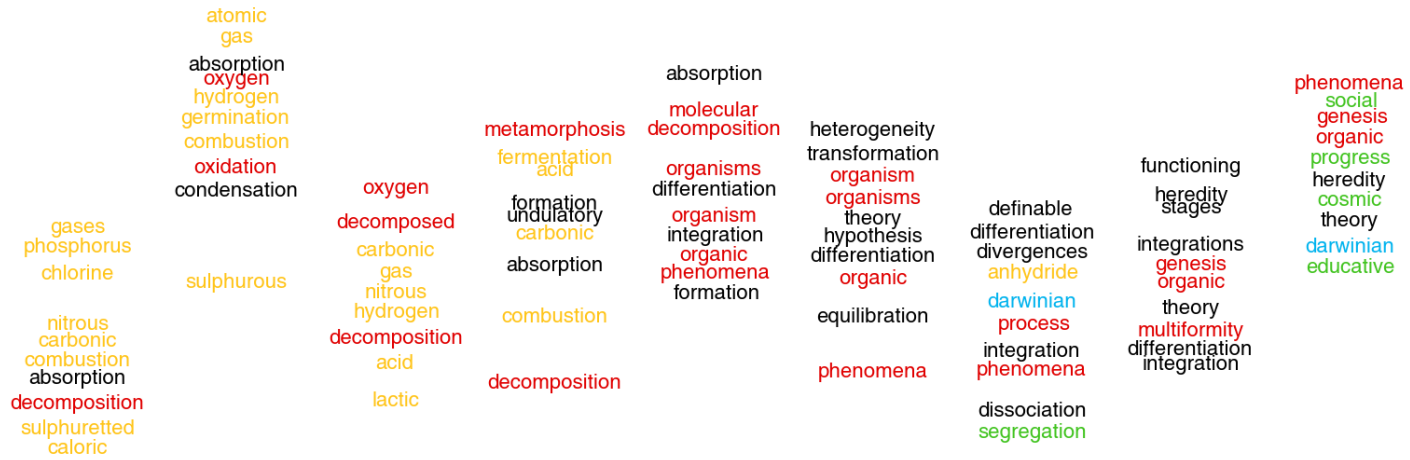 gases
phosphorus
chlorine
nitrous
carbonic
combustion
absorption
decomposition
sulphuretted
caloric
atomic
gas
absorption
oxygen
hydrogen
germination
combustion
oxidation
condensation
sulphurous
oxygen
decomposed
carbonic
gas
nitrous
hydrogen
decomposition
acid
lactic
metamorphosis
fermentation
acid
formation
undulatory
carbonic
absorption
combustion
decomposition
absorption
molecular
decomposition
organisms
differentiation
organism
integration
organic
phenomena
formation
heterogeneity
transformation
organism
organisms
theory
hypothesis
differentiation
organic
equilibration
phenomena
definable
differentiation
divergences
anhydride
darwinian
process
integration
phenomena
dissociation
segregation
functioning
heredity
stages
integrations
genesis
organic
theory
multiformity
differentiation
integration
phenomena
social
genesis
organic
progress
heredity
cosmic
theory
darwinian
educative